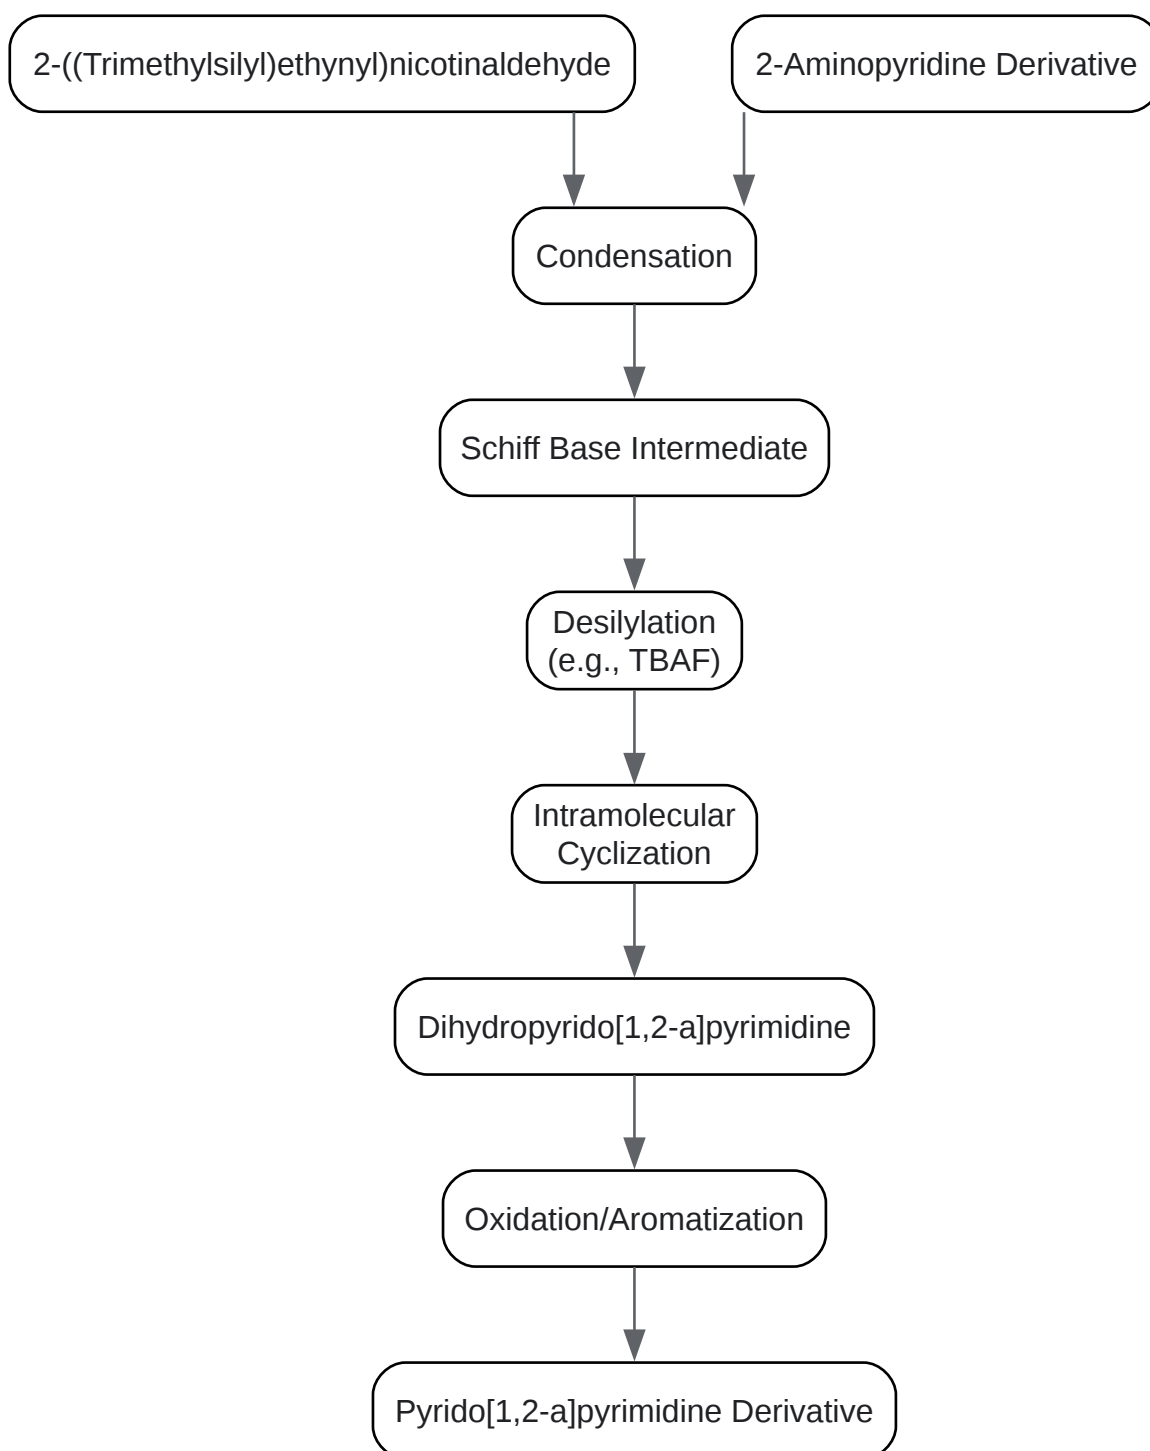 2-((Trimethylsilyl)ethynyl)nicotinaldehyde
2-Aminopyridine Derivative
Condensation
Schiff Base Intermediate
Desilylation
(e.g., TBAF)
Intramolecular
Cyclization
Dihydropyrido[1,2-a]pyrimidine
Oxidation/Aromatization
Pyrido[1,2-a]pyrimidine Derivative